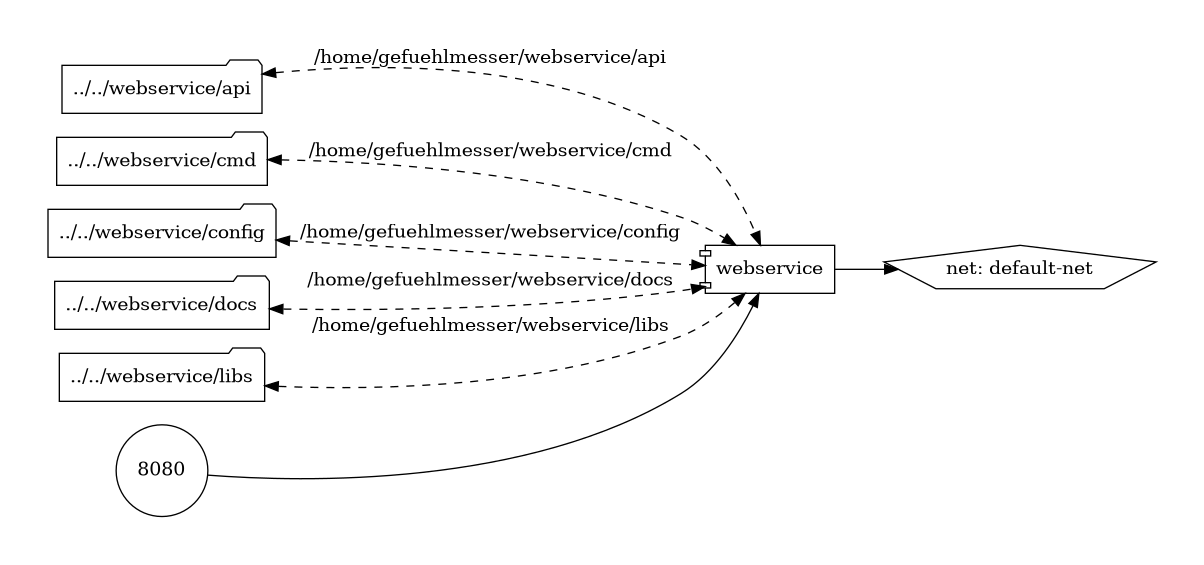 ../../webservice/api
/home/gefuehlmesser/webservice/api
../../webservice/cmd
/home/gefuehlmesser/webservice/cmd
../../webservice/config
/home/gefuehlmesser/webservice/config
../../webservice/docs
/home/gefuehlmesser/webservice/docs
../../webservice/libs
/home/gefuehlmesser/webservice/libs
8080
webservice
net: default-net